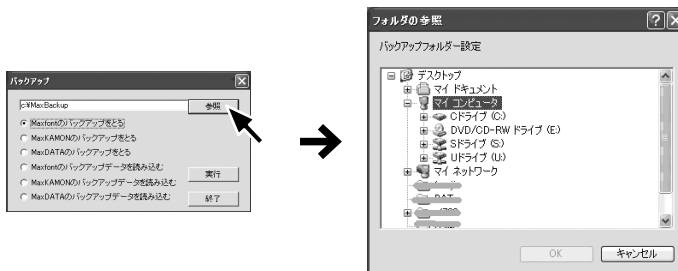 バックアップ
c:¥MaxBackup
参照
Maxfontのバックアップをとる
MaxKAMONのバックアップをとる
MaxDATAのバックアップをとる
Maxfontのバックアップデータを読み込む
MaxKAMONのバックアップデータを読み込む
MaxDATAのバックアップデータを読み込む
実行
終了
フォルダの参照
バックアップフォルダー設定
デスクトップ
マイ ドキュメント
マイ コンピュータ
Cドライブ (C:)
DVD/CD-RW ドライブ (E:)
Sドライブ (S:)
Uドライブ (U:)
マイ ネットワーク
OK
キャンセル